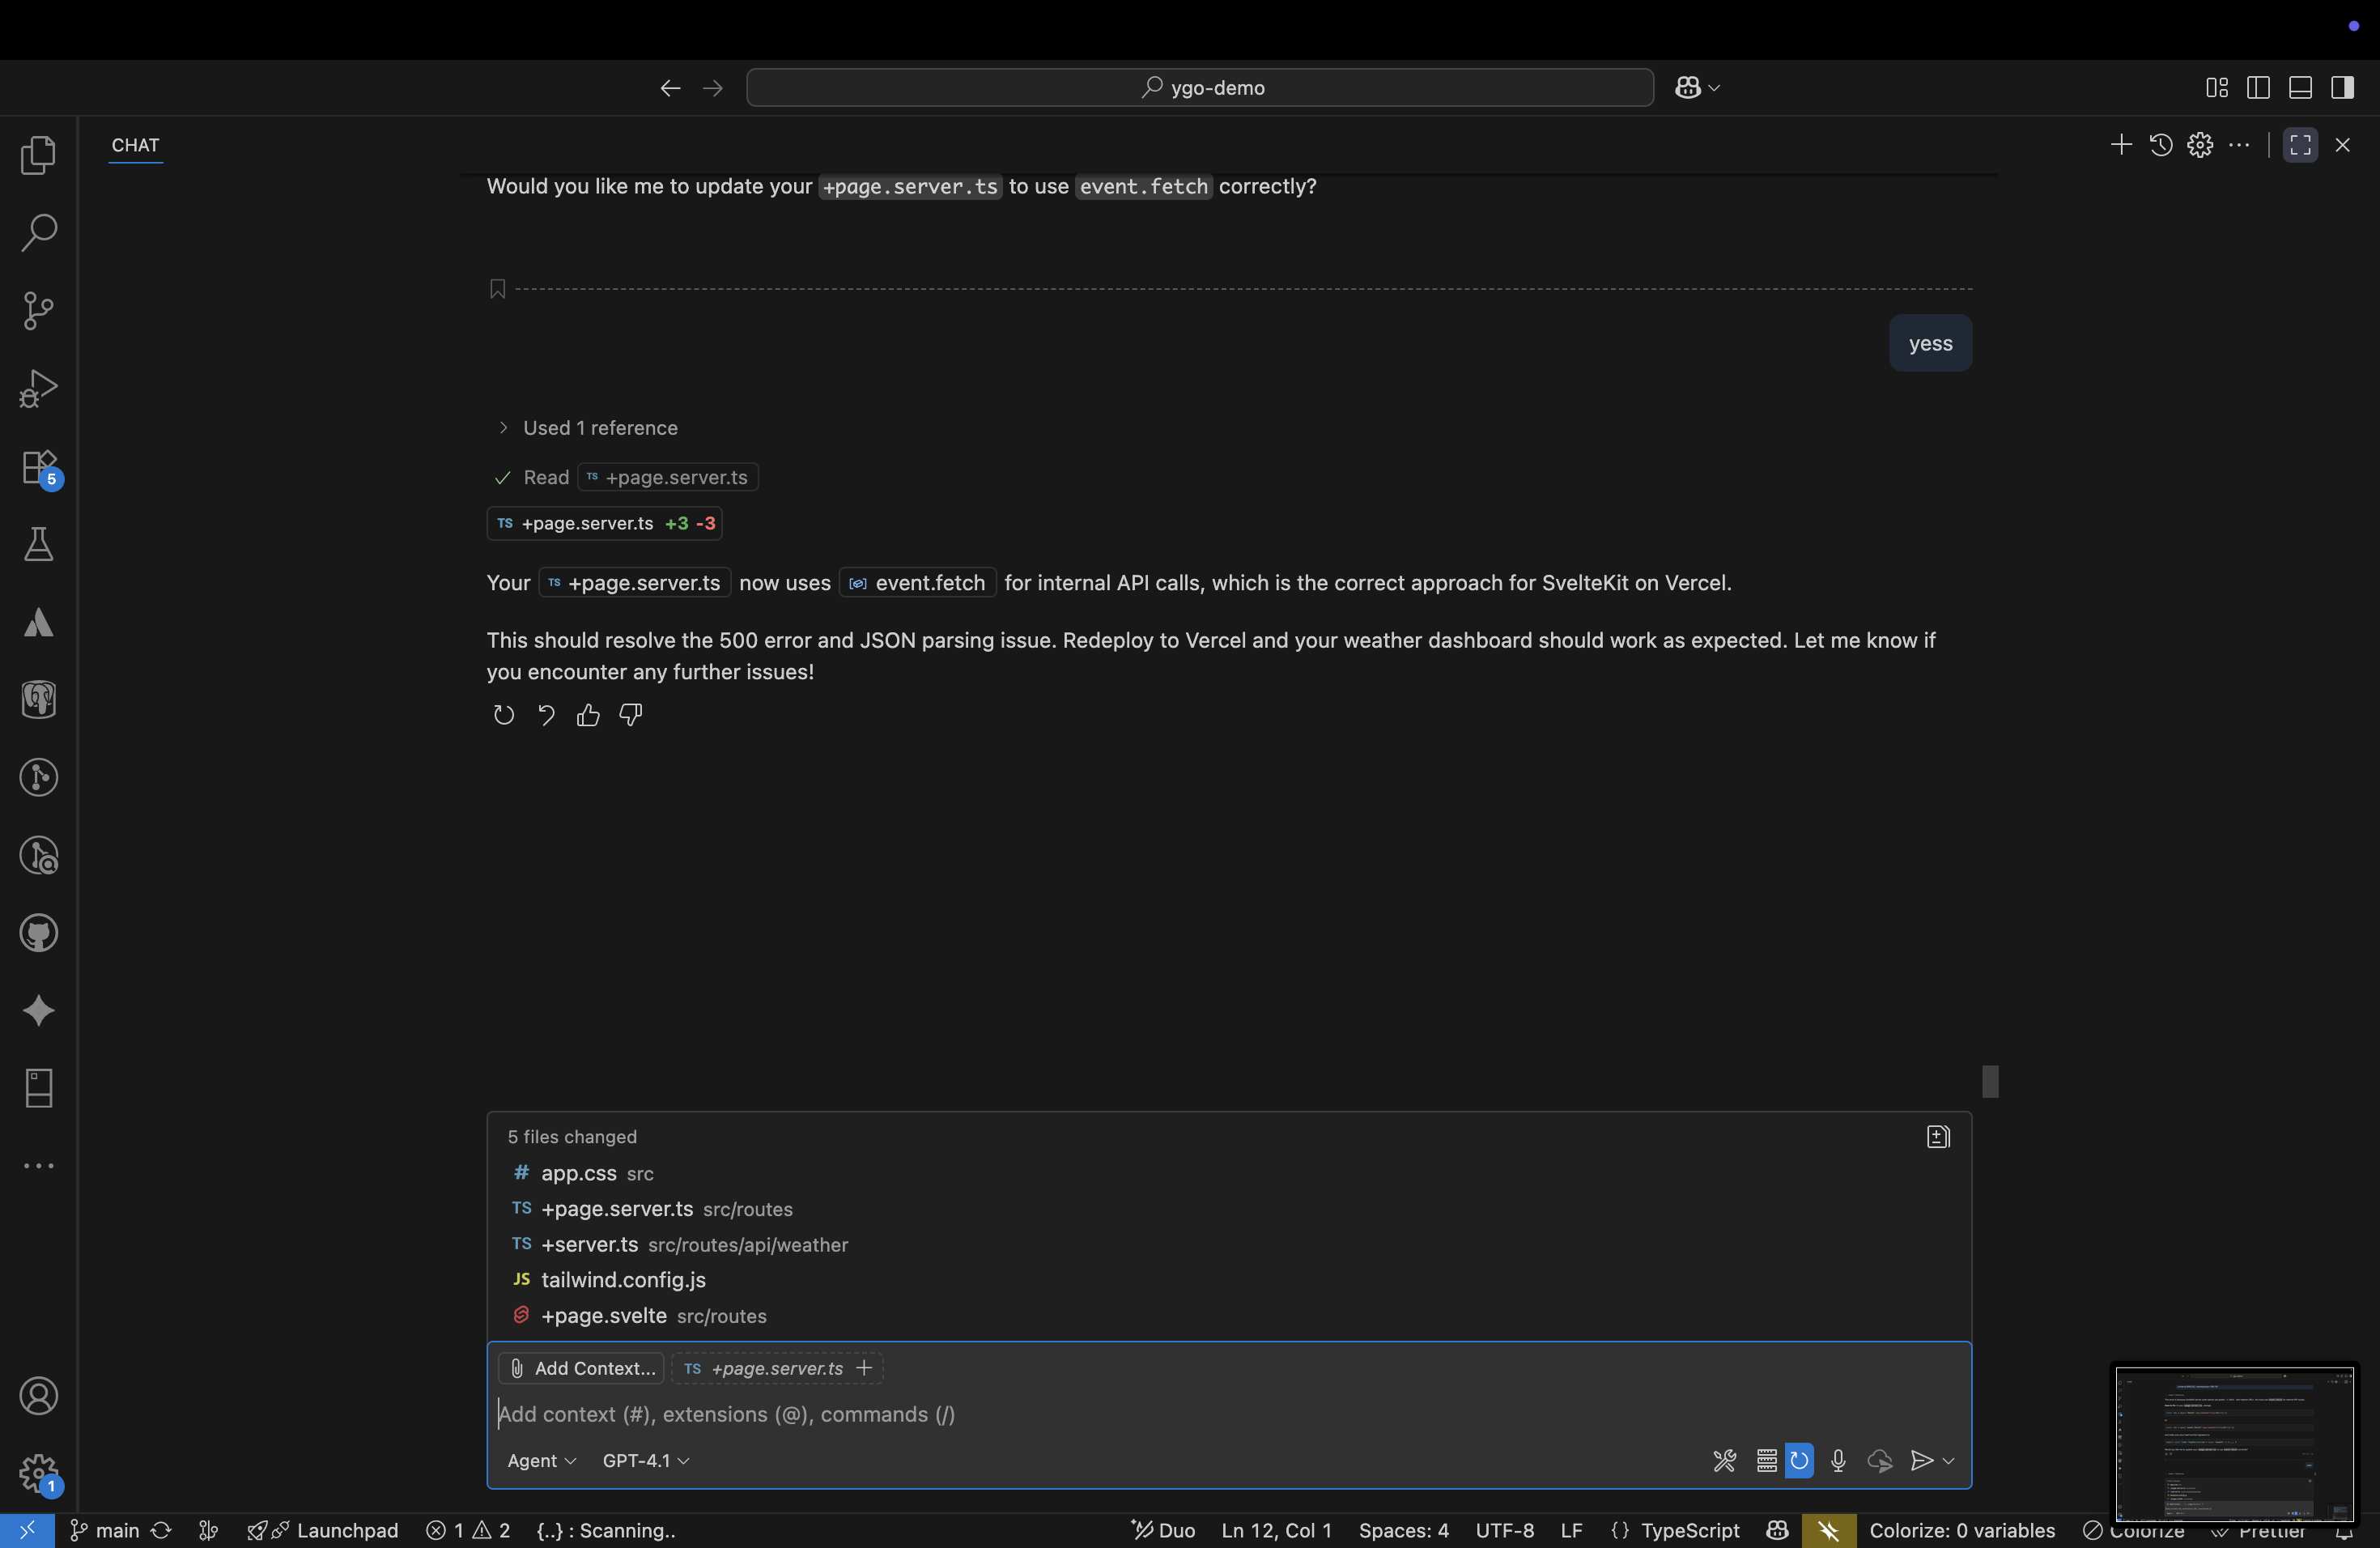 ygo-demo
CHAT
Would you like me to update your +page.server.ts to use event.fetch correctly?
yess
Used 1 reference
Read TS +page.server.ts
TS +page.server.ts +3 -3
Your TS +page.server.ts now uses event.fetch for internal API calls, which is the correct approach for SvelteKit on Vercel.
This should resolve the 500 error and JSON parsing issue. Redeploy to Vercel and your weather dashboard should work as expected. Let me know if
you encounter any further issues!
5
5 files changed
# app.css src
TS +page.server.ts src/routes
TS +server.ts src/routes/api/weather
JS tailwind.config.js
+page.svelte src/routes
Add Context... TS +page.server.ts +
Add context (#), extensions (@), commands (/)
Agent GPT-4.1
1
main Launchpad 1 2 {..} : Scanning.. Duo Ln 12, Col 1 Spaces: 4 UTF-8 LF {} TypeScript Colorize: 0 variables Colorize Prettier